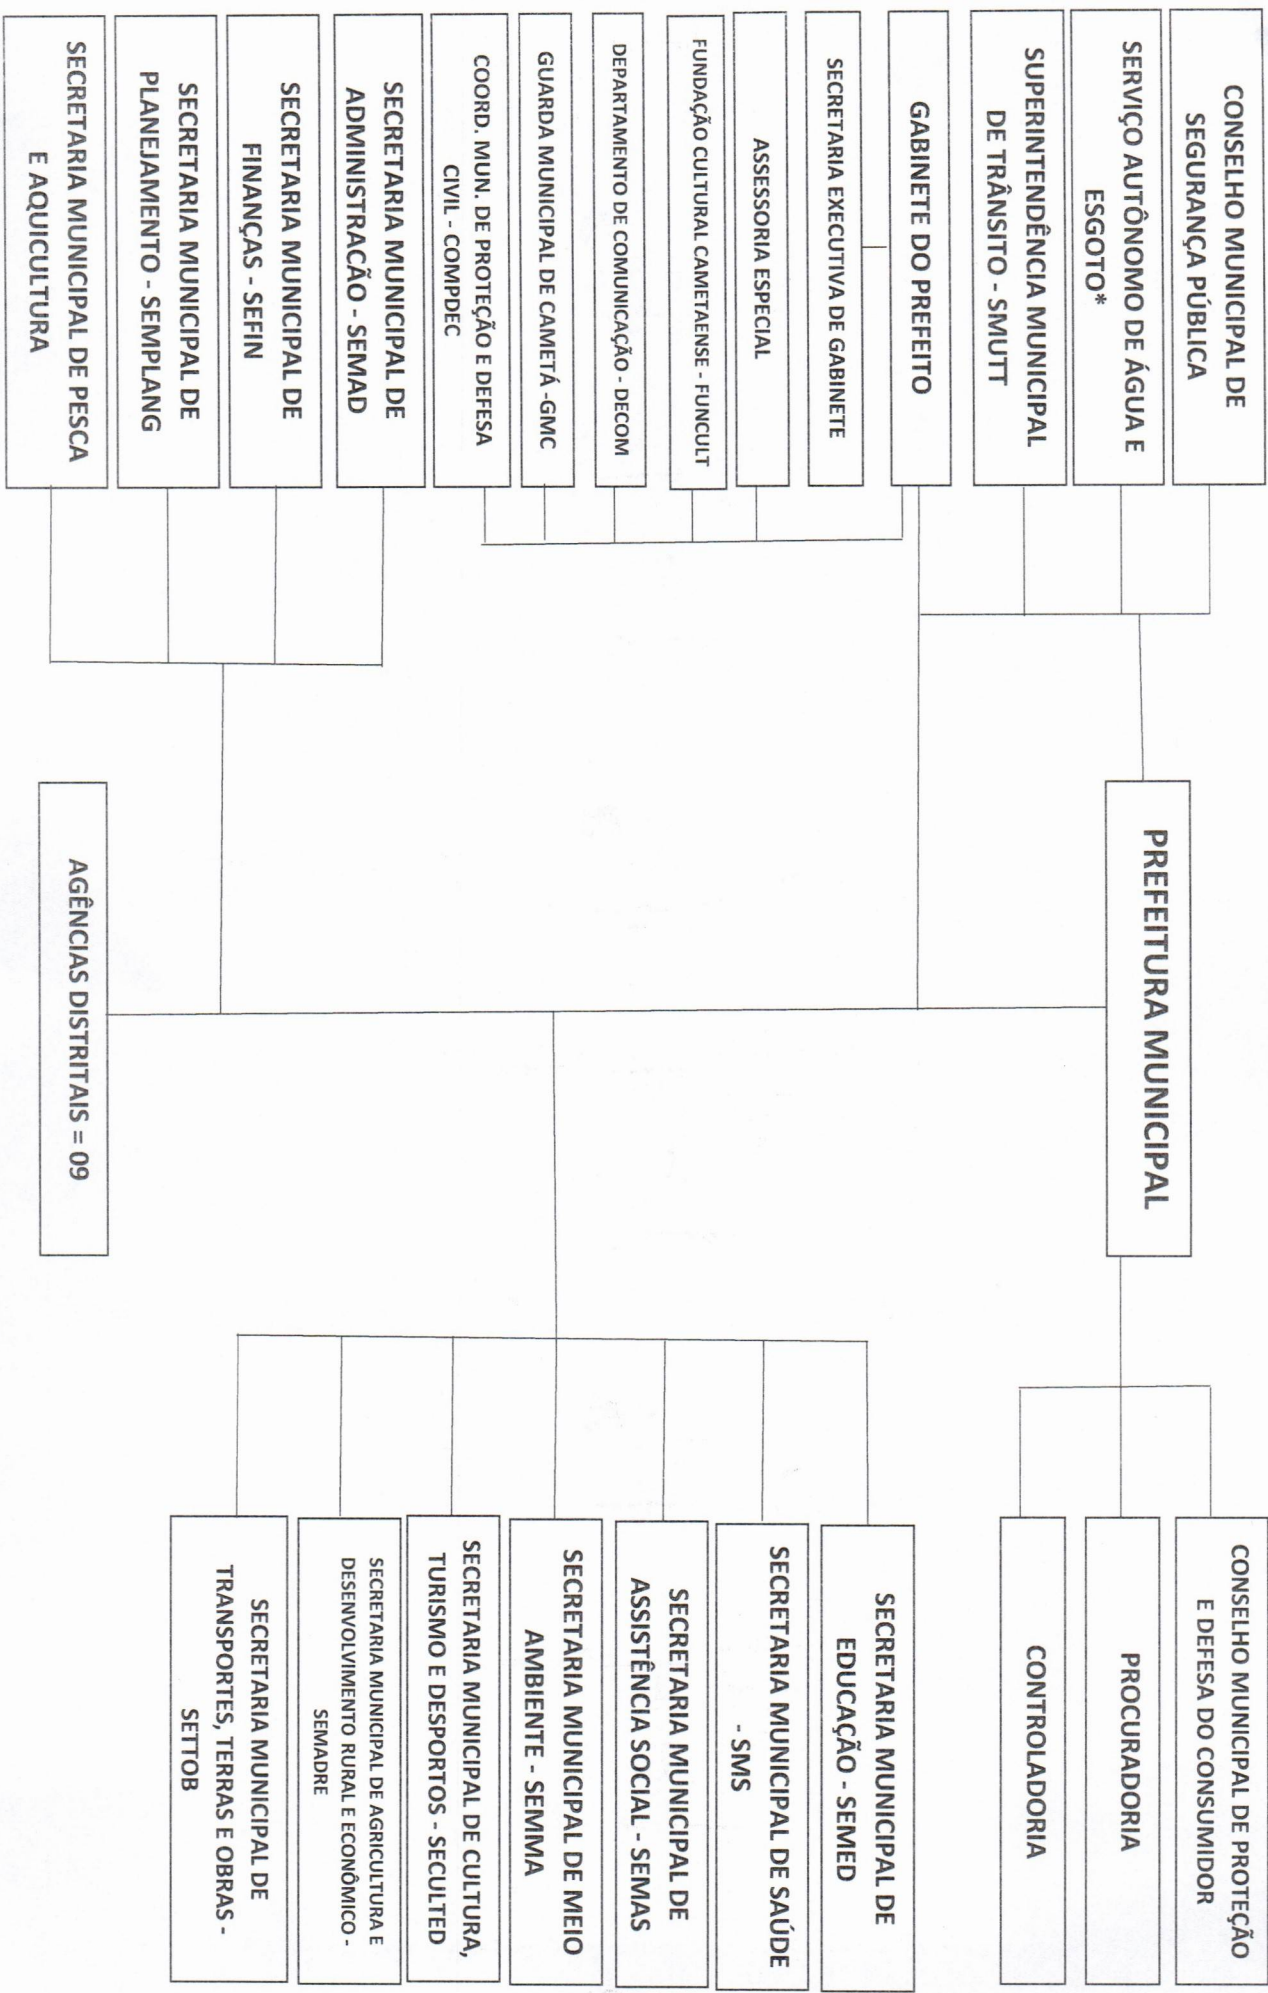 CONSELHO MUNICIPAL DE
SEGURANÇA PÚBLICA
SERVIÇO AUTÔNOMO DE ÁGUA E
ESGOTO*
SUPERINTENDÊNCIA MUNICIPAL
DE TRÂNSITO - SMUTT
GABINETE DO PREFEITO
SECRETARIA EXECUTIVA DE GABINETE
ASSESSORIA ESPECIAL
FUNDAÇÃO CULTURAL CAMETAENSE - FUNCULT
DEPARTAMENTO DE COMUNICAÇÃO - DECOM
GUARDA MUNICIPAL DE CAMETÁ -GMC
COORD. MUN. DE PROTEÇÃO E DEFESA
CIVIL - COMPDEC
SECRETARIA MUNICIPAL DE
ADMINISTRACÃO - SEMAD
SECRETARIA MUNICIPAL DE
FINANÇAS - SEFIN
SECRETARIA MUNICIPAL DE
PLANEJAMENTO - SEMPLANG
SECRETARIA MUNICIPAL DE PESCA
E AQUICULTURA
PREFEITURA MUNICIPAL
AGÊNCIAS DISTRITAIS = 09
CONSELHO MUNICIPAL DE PROTEÇÃO
E DEFESA DO CONSUMIDOR
PROCURADORIA
CONTROLADORIA
SECRETARIA MUNICIPAL DE
EDUCAÇÃO - SEMED
SECRETARIA MUNICIPAL DE SAÚDE
- SMS
SECRETARIA MUNICIPAL DE
ASSISTÊNCIA SOCIAL - SEMAS
SECRETARIA MUNICIPAL DE MEIO
AMBIENTE - SEMMA
SECRETARIA MUNICIPAL DE CULTURA,
TURISMO E DESPORTOS - SECULTED
SECRETARIA MUNICIPAL DE AGRICULTURA E
DESENVOLVIMENTO RURAL E ECONÔMICO -
SEMADRE
SECRETARIA MUNICIPAL DE
TRANSPORTES, TERRAS E OBRAS -
SETTOB